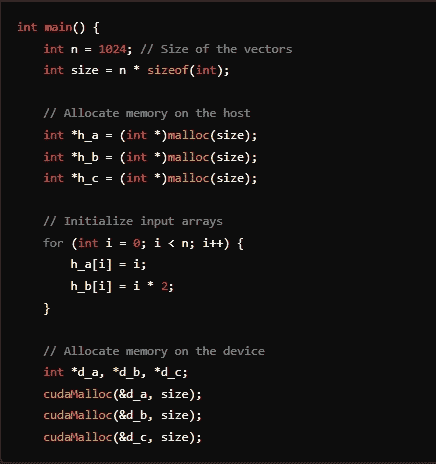 int main() {
    int n = 1024; // Size of the vectors
    int size = n * sizeof(int);

    // Allocate memory on the host
    int *h_a = (int *)malloc(size);
    int *h_b = (int *)malloc(size);
    int *h_c = (int *)malloc(size);

    // Initialize input arrays
    for (int i = 0; i < n; i++) {
        h_a[i] = i;
        h_b[i] = i * 2;
    }

    // Allocate memory on the device
    int *d_a, *d_b, *d_c;
    cudaMalloc(&d_a, size);
    cudaMalloc(&d_b, size);
    cudaMalloc(&d_c, size);